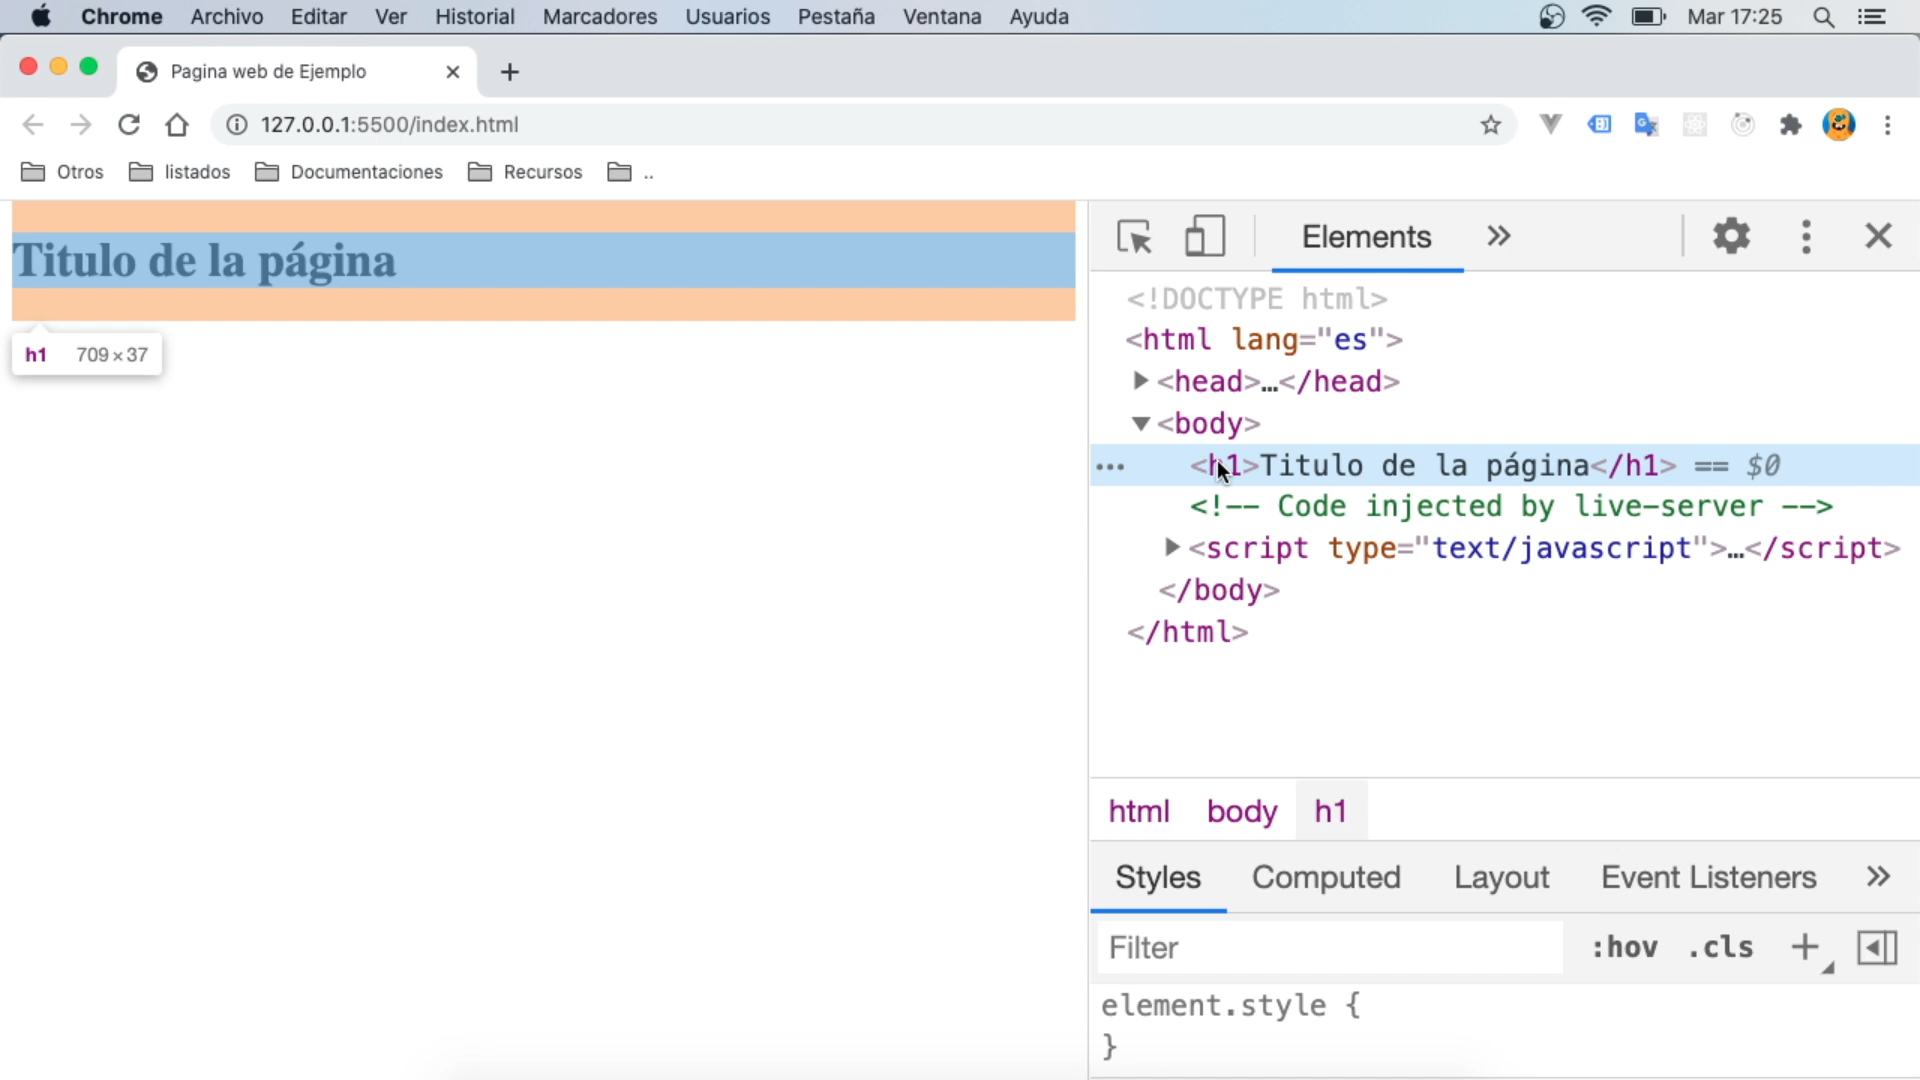 Chrome Archivo Editar Ver Historial Marcadores Usuarios Pestaña Ventana Ayuda Mar 17:25
Pagina web de Ejemplo
127.0.0.1:5500/index.html
Otros listados Documentaciones Recursos ..
Titulo de la página
h1 709 × 37
Elements
<!DOCTYPE html>
<html lang="es">
<head>…</head>
<body>
<h1>Titulo de la página</h1> == $0
<!-- Code injected by live-server -->
<script type="text/javascript">…</script>
</body>
</html>
html body h1
Styles Computed Layout Event Listeners
Filter :hov .cls
element.style {
}